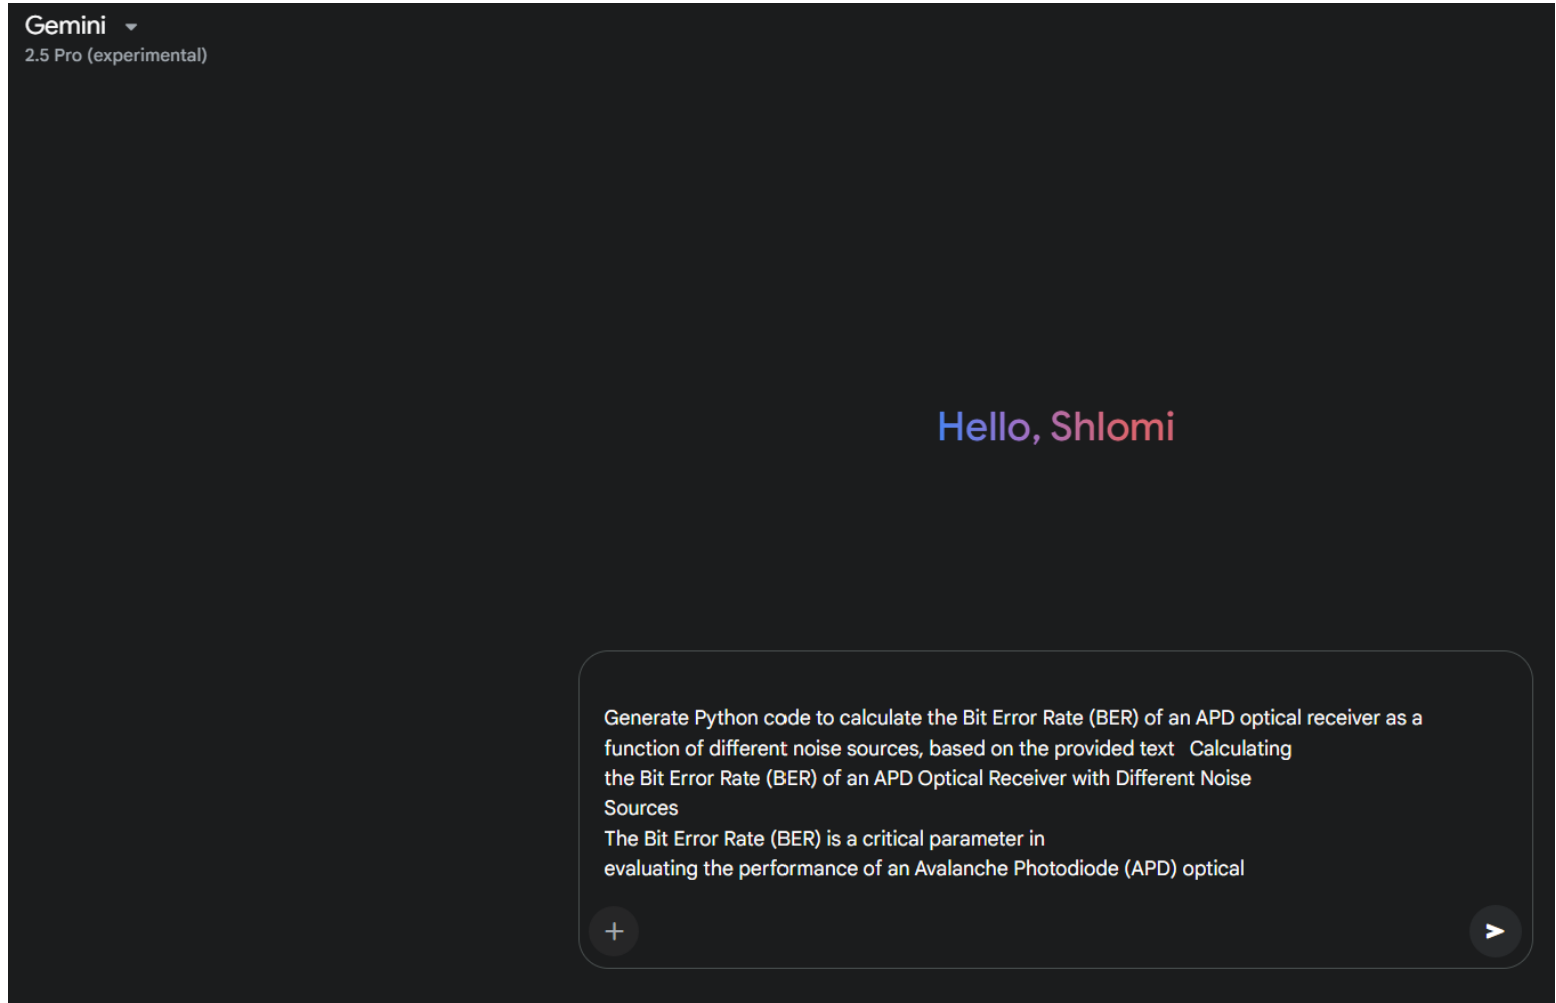 Gemini
2.5 Pro (experimental)
Hello, Shlomi
Generate Python code to calculate the Bit Error Rate (BER) of an APD optical receiver as a
function of different noise sources, based on the provided text   Calculating
the Bit Error Rate (BER) of an APD Optical Receiver with Different Noise
Sources
The Bit Error Rate (BER) is a critical parameter in
evaluating the performance of an Avalanche Photodiode (APD) optical